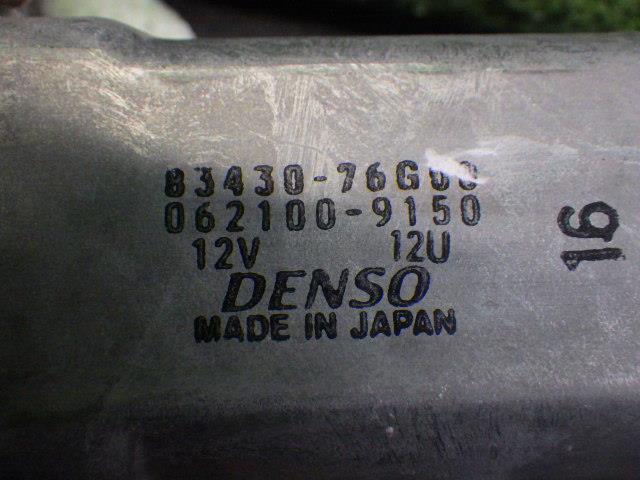 83430-76G00
062100-9150
12V 12U
DENSO
MADE IN JAPAN
16